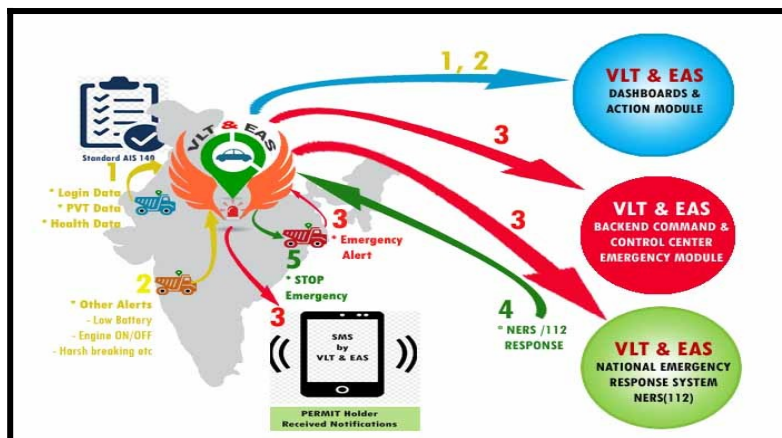 Standard AIS 140
1
* Login Data
* PVT Data
* Health Data
2
* Other Alerts
- Low Battery
- Engine ON/OFF
- Harsh breaking etc
VLT & EAS
3
* Emergency
Alert
5
* STOP
Emergency
3
SMS
by
VLT & EAS
PERMIT Holder
Received Notifications
1, 2
3
3
4
* NERS /112
RESPONSE
VLT & EAS
DASHBOARDS &
ACTION MODULE
VLT & EAS
BACKEND COMMAND &
CONTROL CENTER
EMERGENCY MODULE
VLT & EAS
NATIONAL EMERGENCY
RESPONSE SYSTEM
NERS(112)